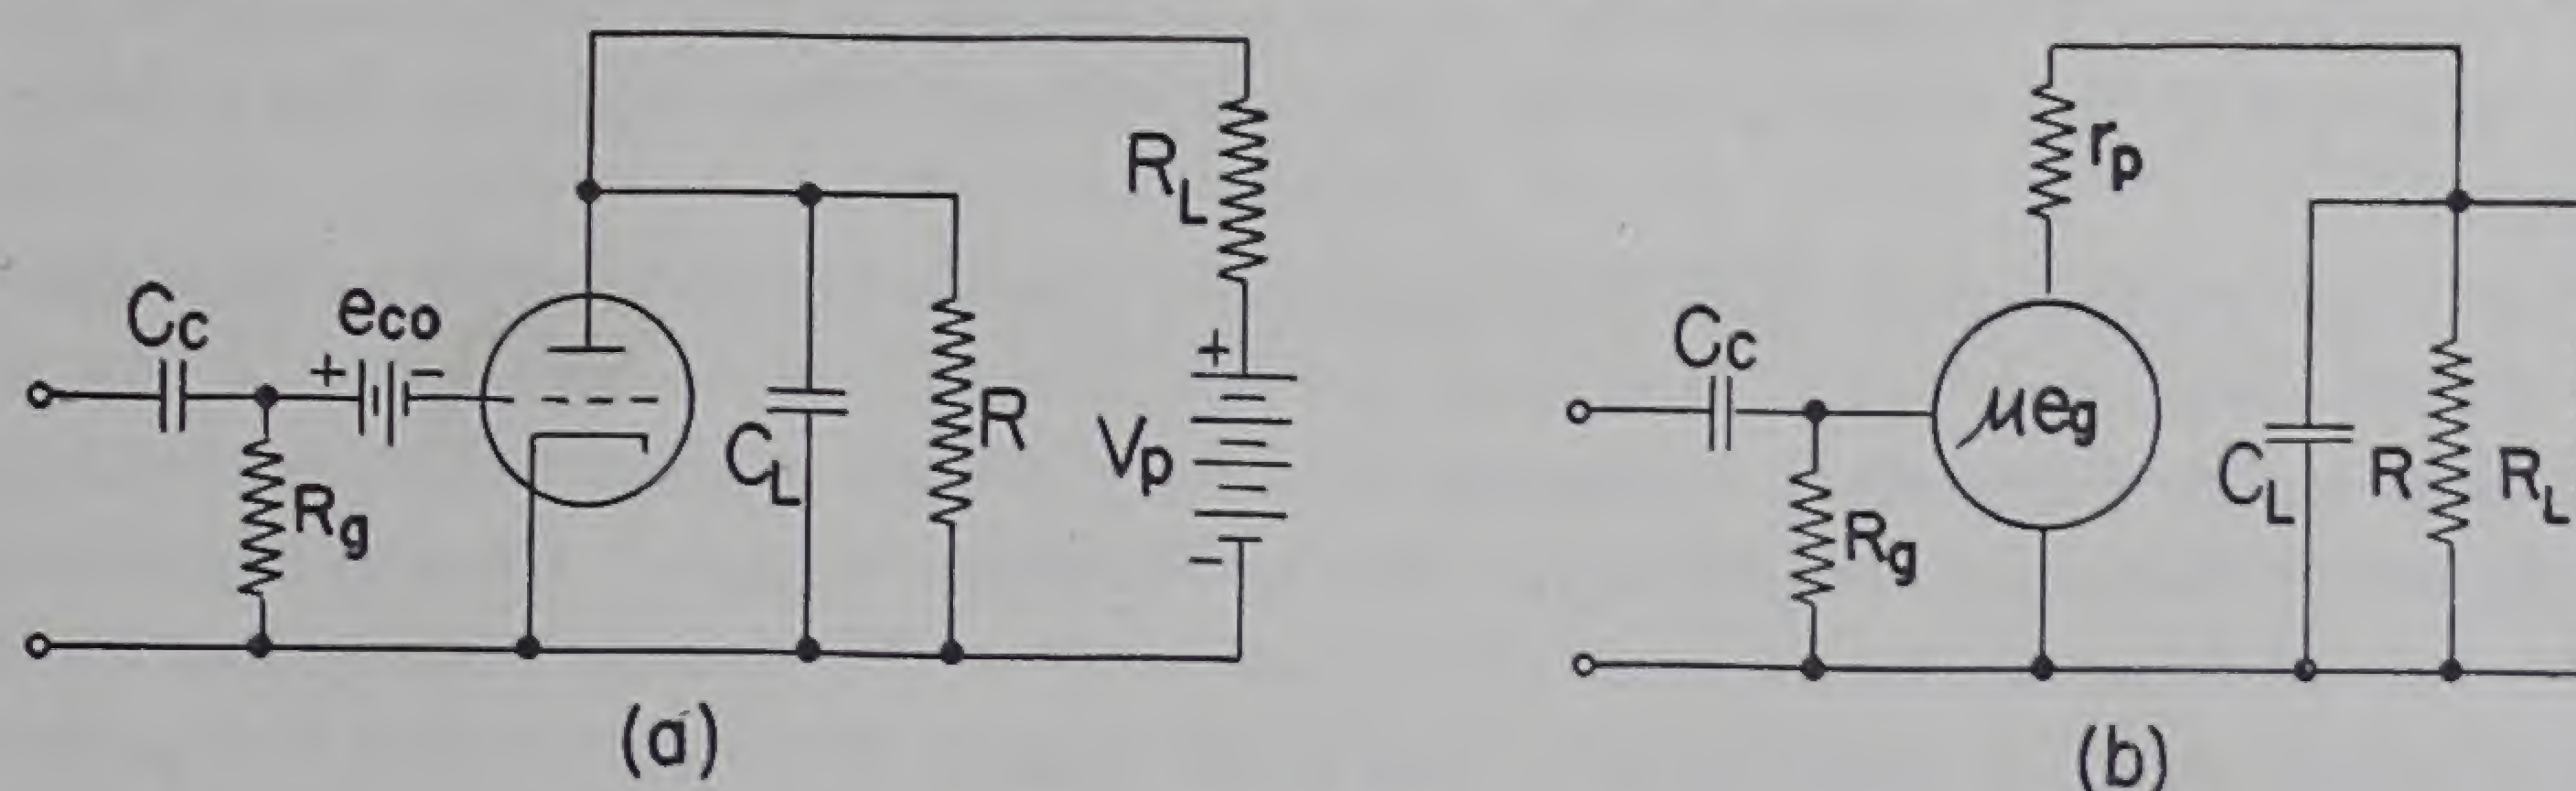 Cc
eco
+ -
Rg
CL
R
RL
+
Vp
-
(a)
Cc
Rg
μeg
rp
CL
R
RL
(b)